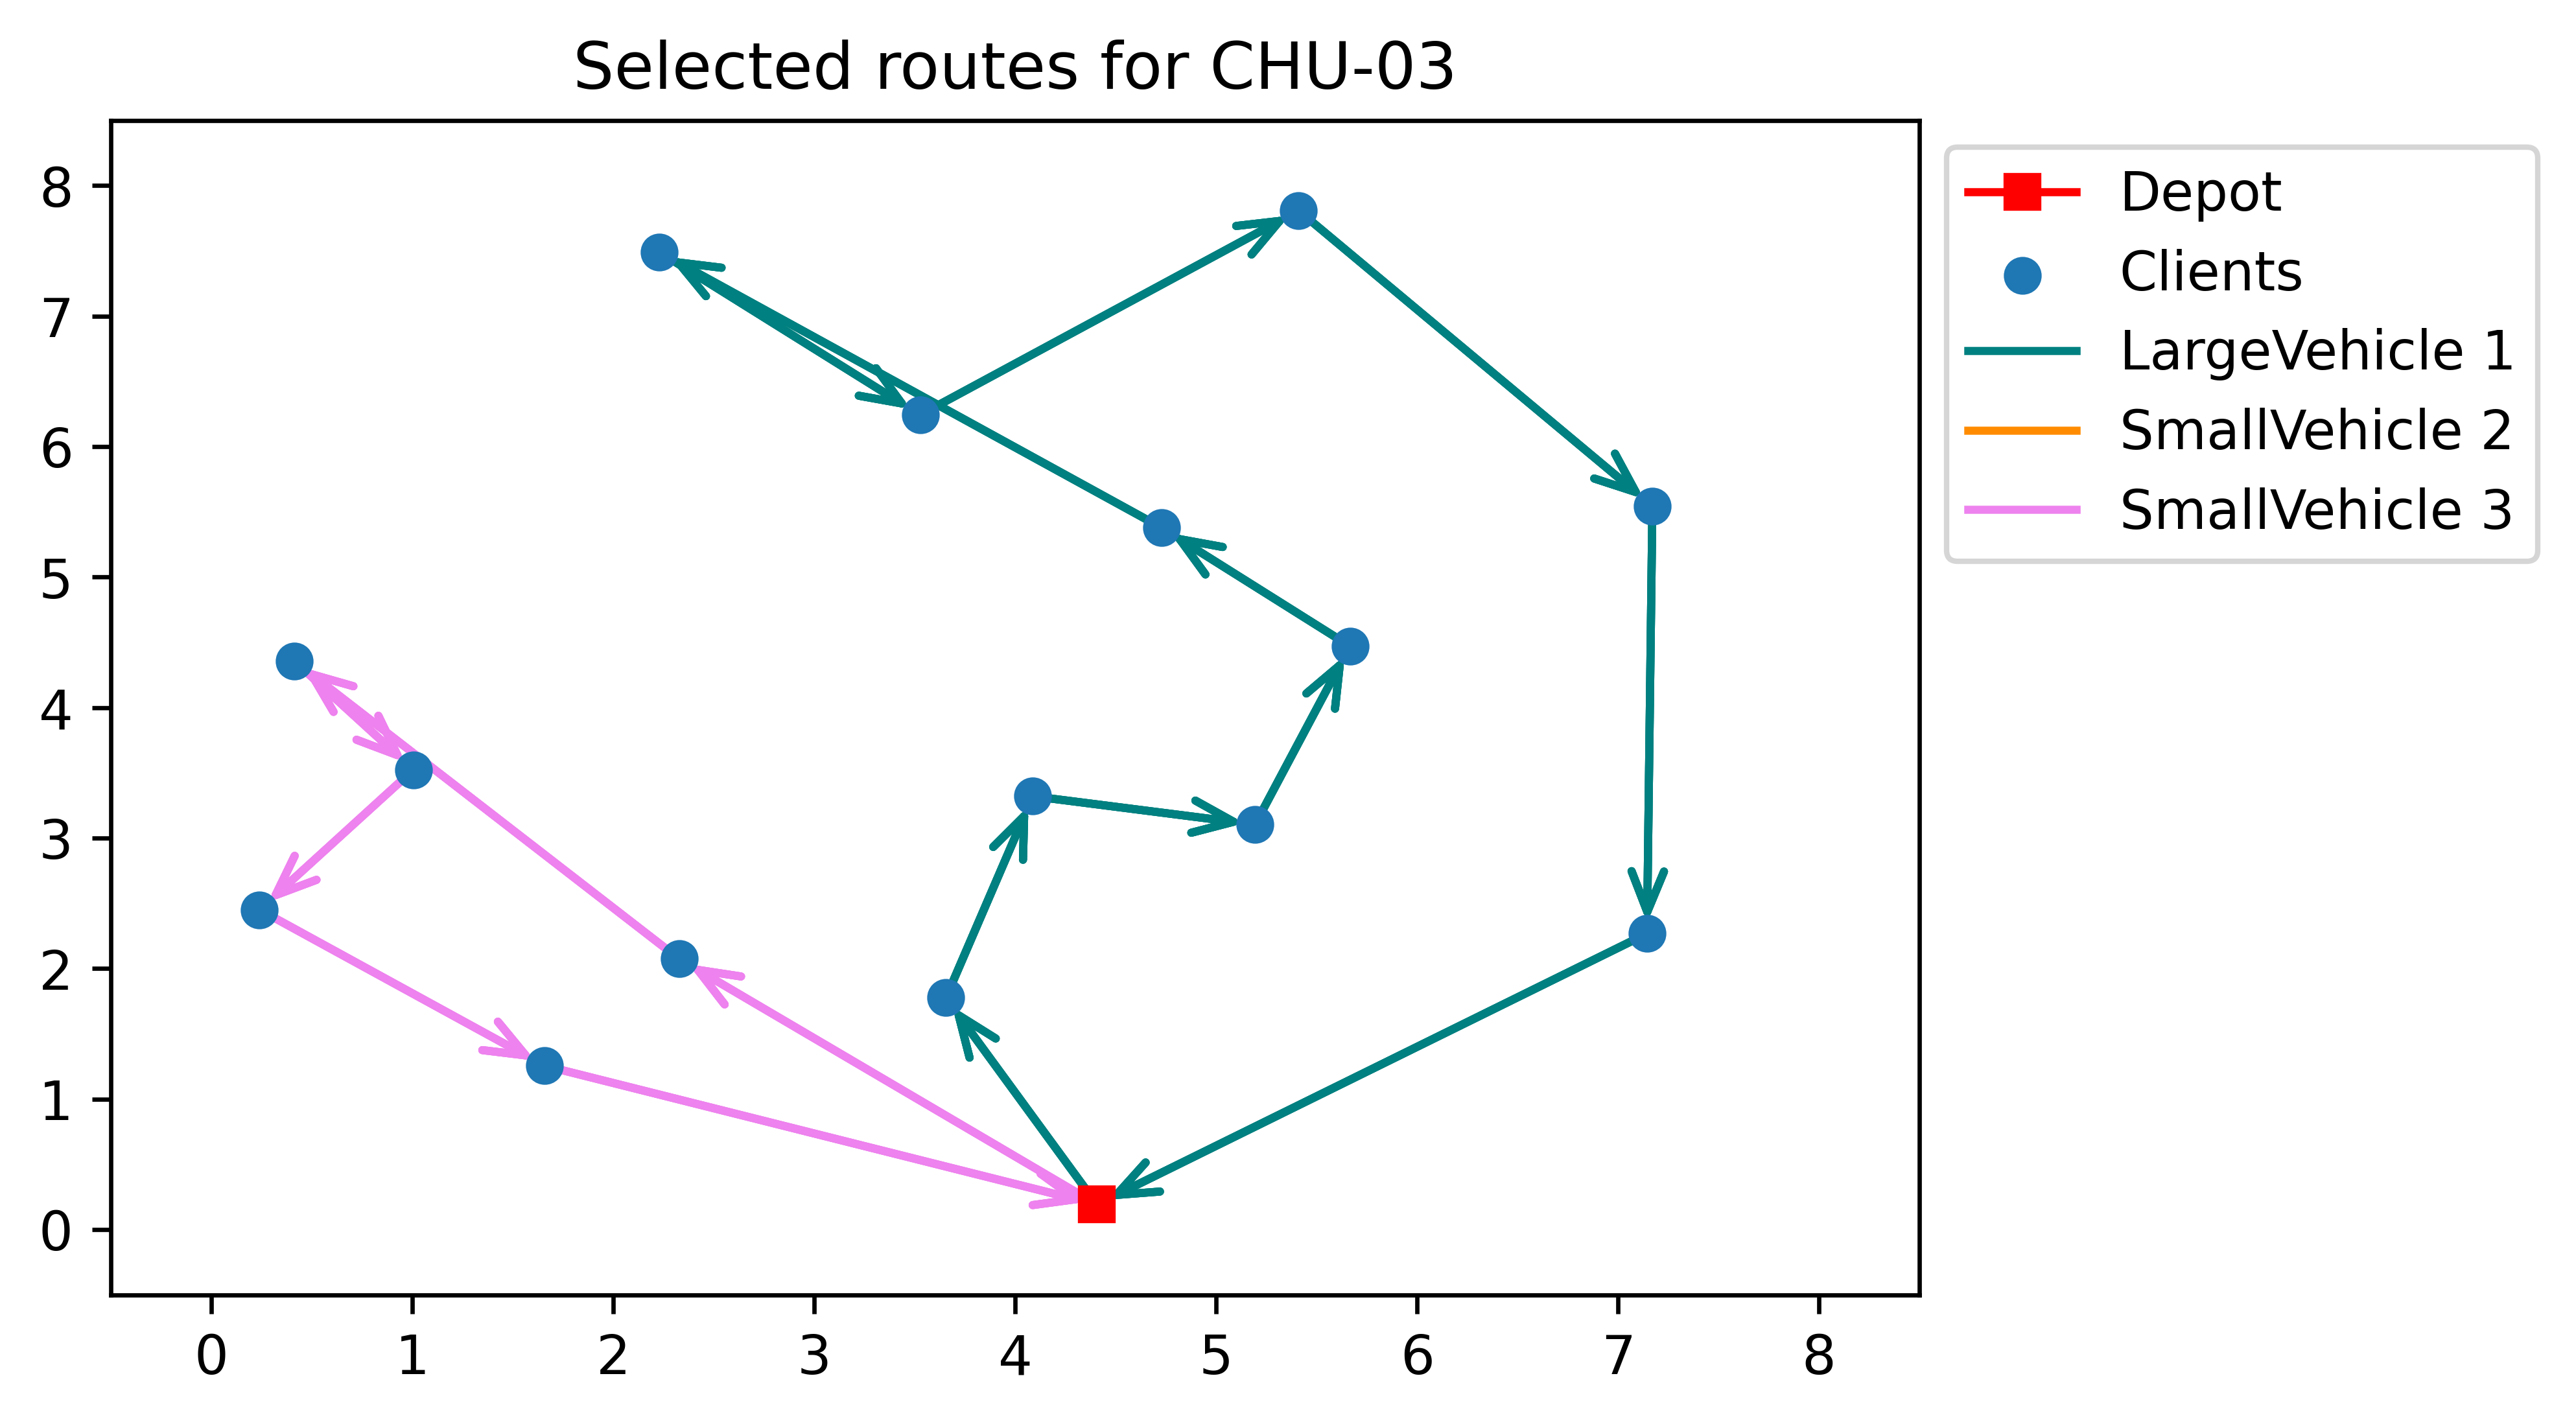 Selected routes for CHU-03
8
7
6
5
4
3
2
1
0
0 1 2 3 4 5 6 7 8
Depot
Clients
LargeVehicle 1
SmallVehicle 2
SmallVehicle 3